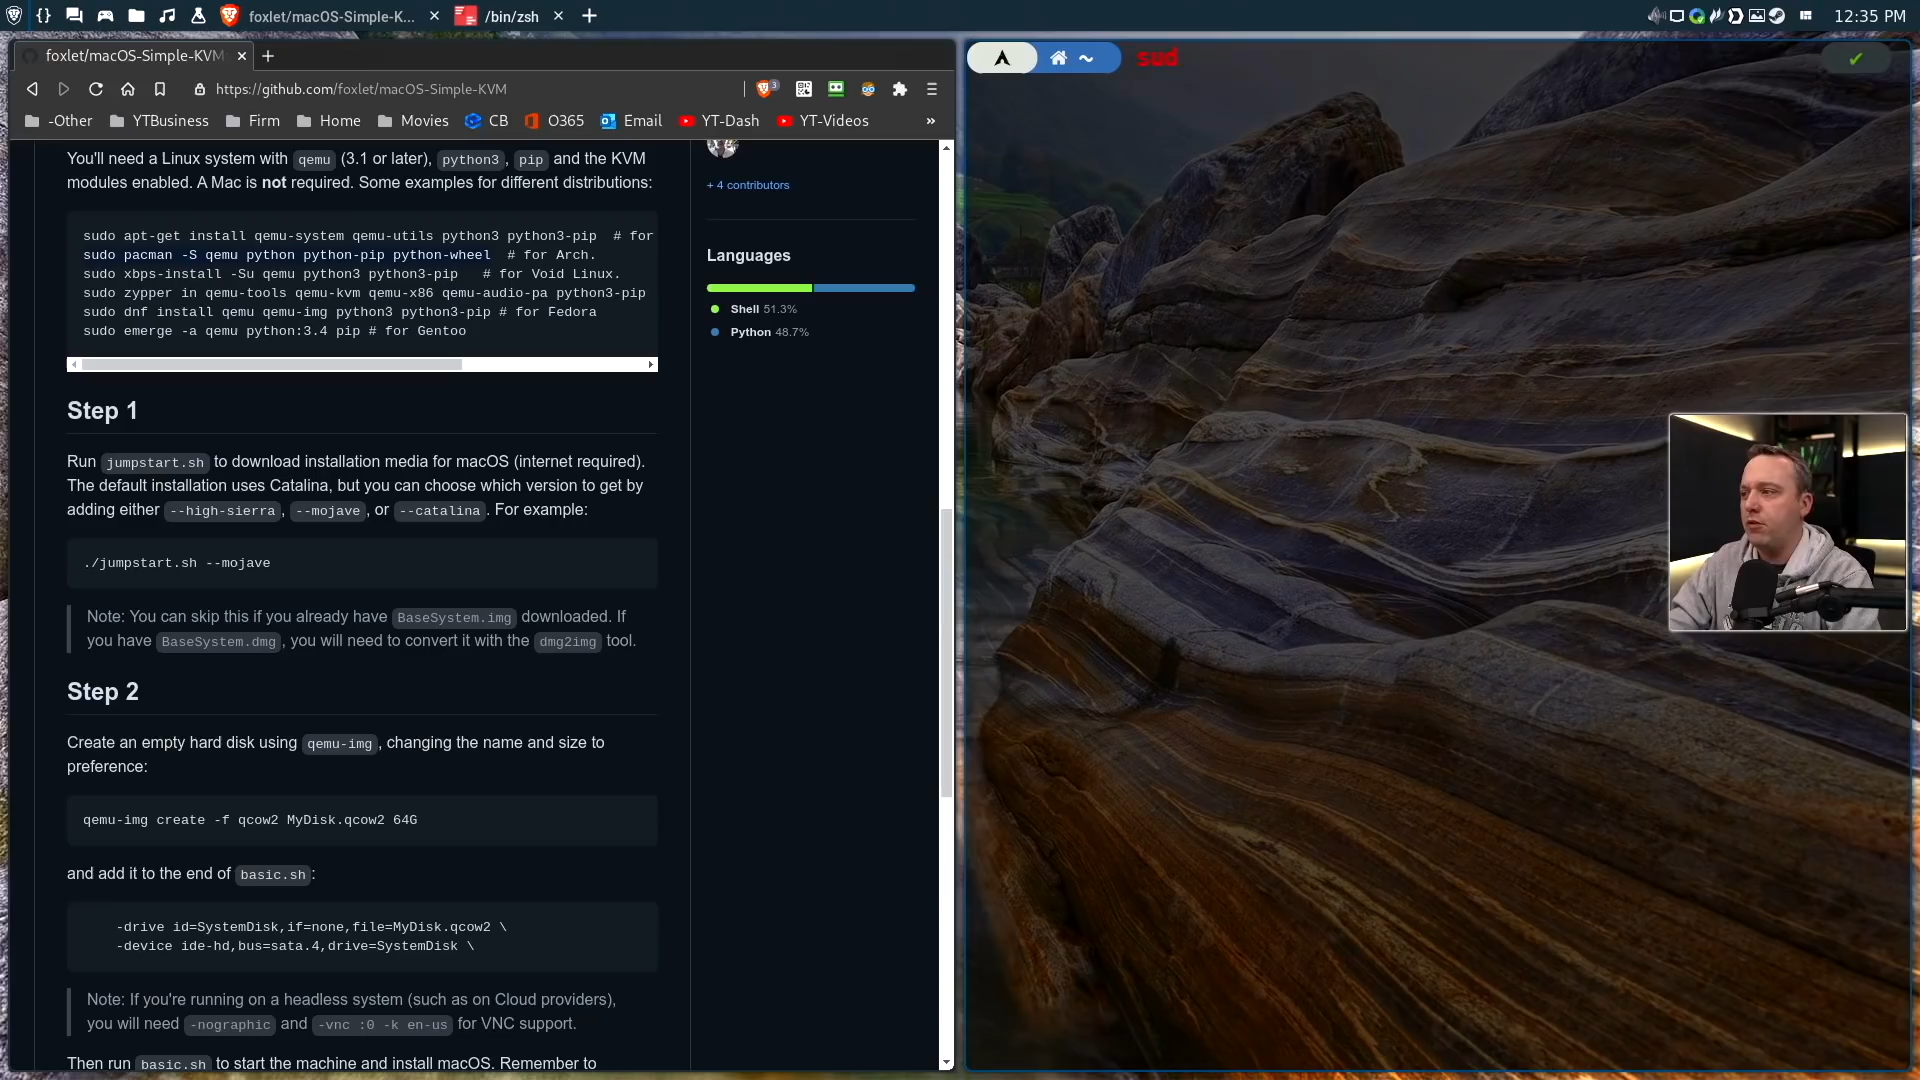 foxlet/macOS-Simple-K...
/bin/zsh
12:35 PM
foxlet/macOS-Simple-KVM
https://github.com/foxlet/macOS-Simple-KVM
3
-Other
YTBusiness
Firm
Home
Movies
CB
O365
Email
YT-Dash
YT-Videos
»
You'll need a Linux system with qemu (3.1 or later), python3, pip and the KVM
modules enabled. A Mac is not required. Some examples for different distributions:
sudo apt-get install qemu-system qemu-utils python3 python3-pip  # for
sudo pacman -S qemu python python-pip python-wheel  # for Arch.
sudo xbps-install -Su qemu python3 python3-pip   # for Void Linux.
sudo zypper in qemu-tools qemu-kvm qemu-x86 qemu-audio-pa python3-pip
sudo dnf install qemu qemu-img python3 python3-pip # for Fedora
sudo emerge -a qemu python:3.4 pip # for Gentoo
Step 1
Run jumpstart.sh to download installation media for macOS (internet required).
The default installation uses Catalina, but you can choose which version to get by
adding either --high-sierra, --mojave, or --catalina. For example:
./jumpstart.sh --mojave
Note: You can skip this if you already have BaseSystem.img downloaded. If
you have BaseSystem.dmg, you will need to convert it with the dmg2img tool.
Step 2
Create an empty hard disk using qemu-img, changing the name and size to
preference:
qemu-img create -f qcow2 MyDisk.qcow2 64G
and add it to the end of basic.sh:
-drive id=SystemDisk,if=none,file=MyDisk.qcow2 \
-device ide-hd,bus=sata.4,drive=SystemDisk \
Note: If you're running on a headless system (such as on Cloud providers),
you will need -nographic and -vnc :0 -k en-us for VNC support.
Then run basic.sh to start the machine and install macOS. Remember to
+ 4 contributors
Languages
Shell 51.3%
Python 48.7%
~ sud